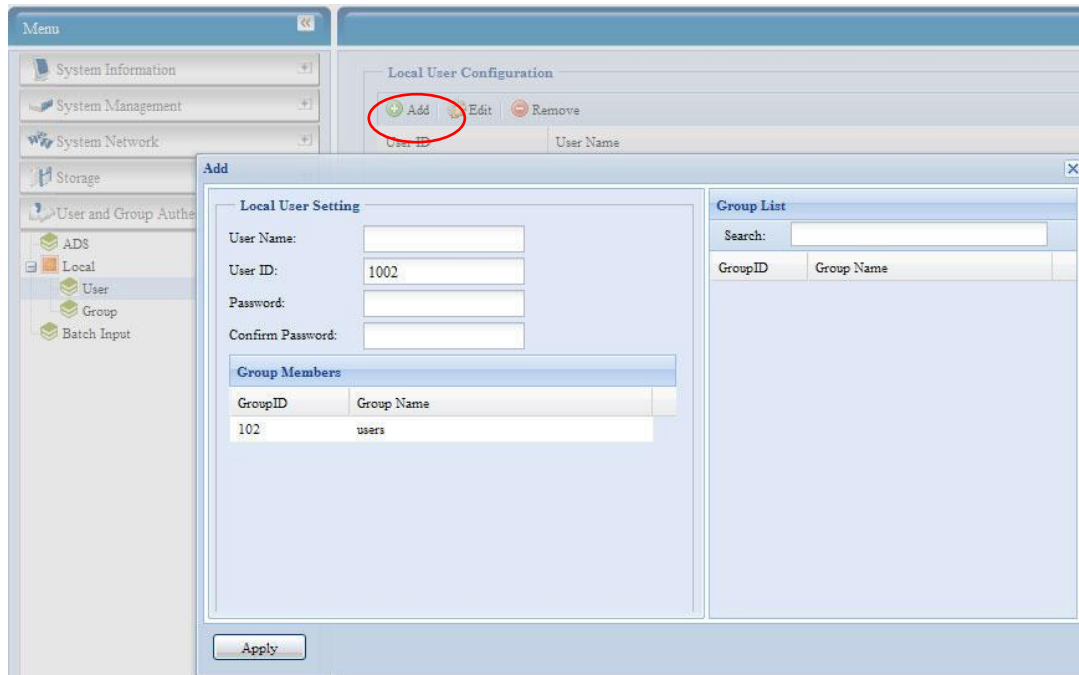 Menu
System Information
System Management
System Network
Storage
User and Group Authe
ADS
Local
User
Group
Batch Input
Local User Configuration
Add Edit Remove
User ID User Name
Add
Local User Setting
User Name:
User ID: 1002
Password:
Confirm Password:
Group Members
GroupID Group Name
102 users
Group List
Search:
GroupID Group Name
Apply